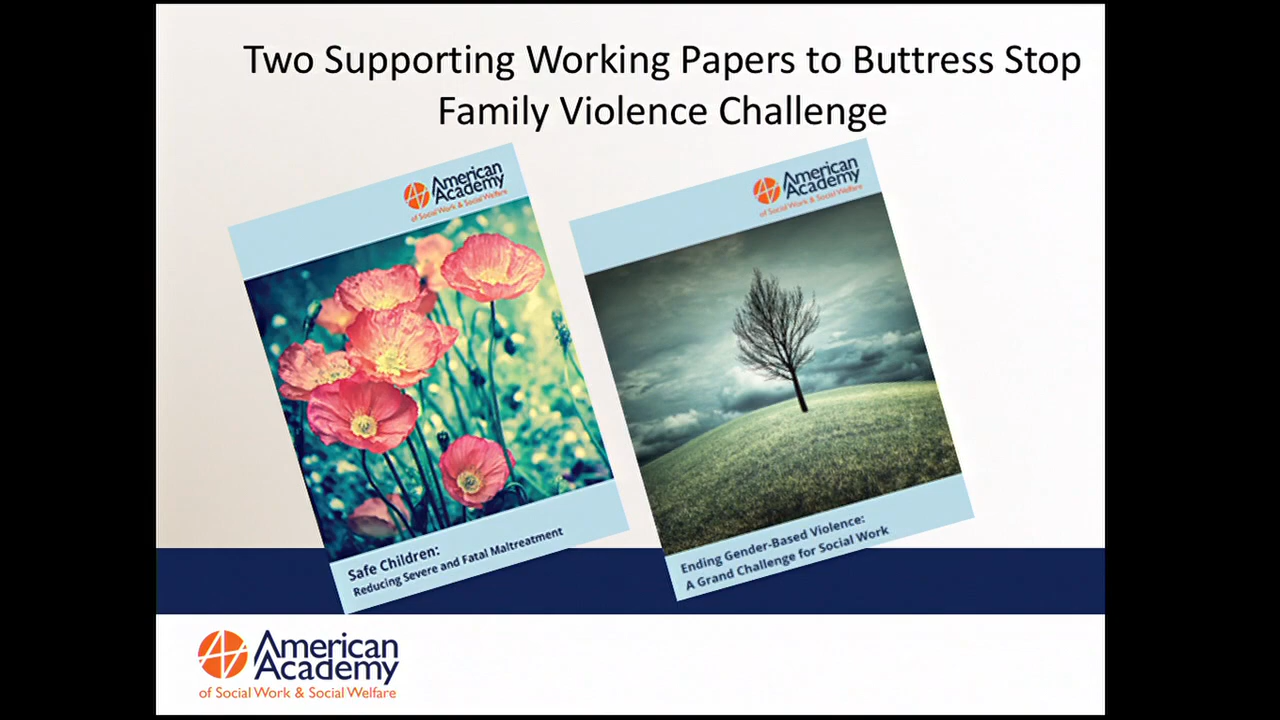 Two Supporting Working Papers to Buttress Stop
Family Violence Challenge
American
Academy
of Social Work & Social Welfare
Safe Children:
Reducing Severe and Fatal Maltreatment
American
Academy
of Social Work & Social Welfare
Ending Gender-Based Violence:
A Grand Challenge for Social Work
American
Academy
of Social Work & Social Welfare